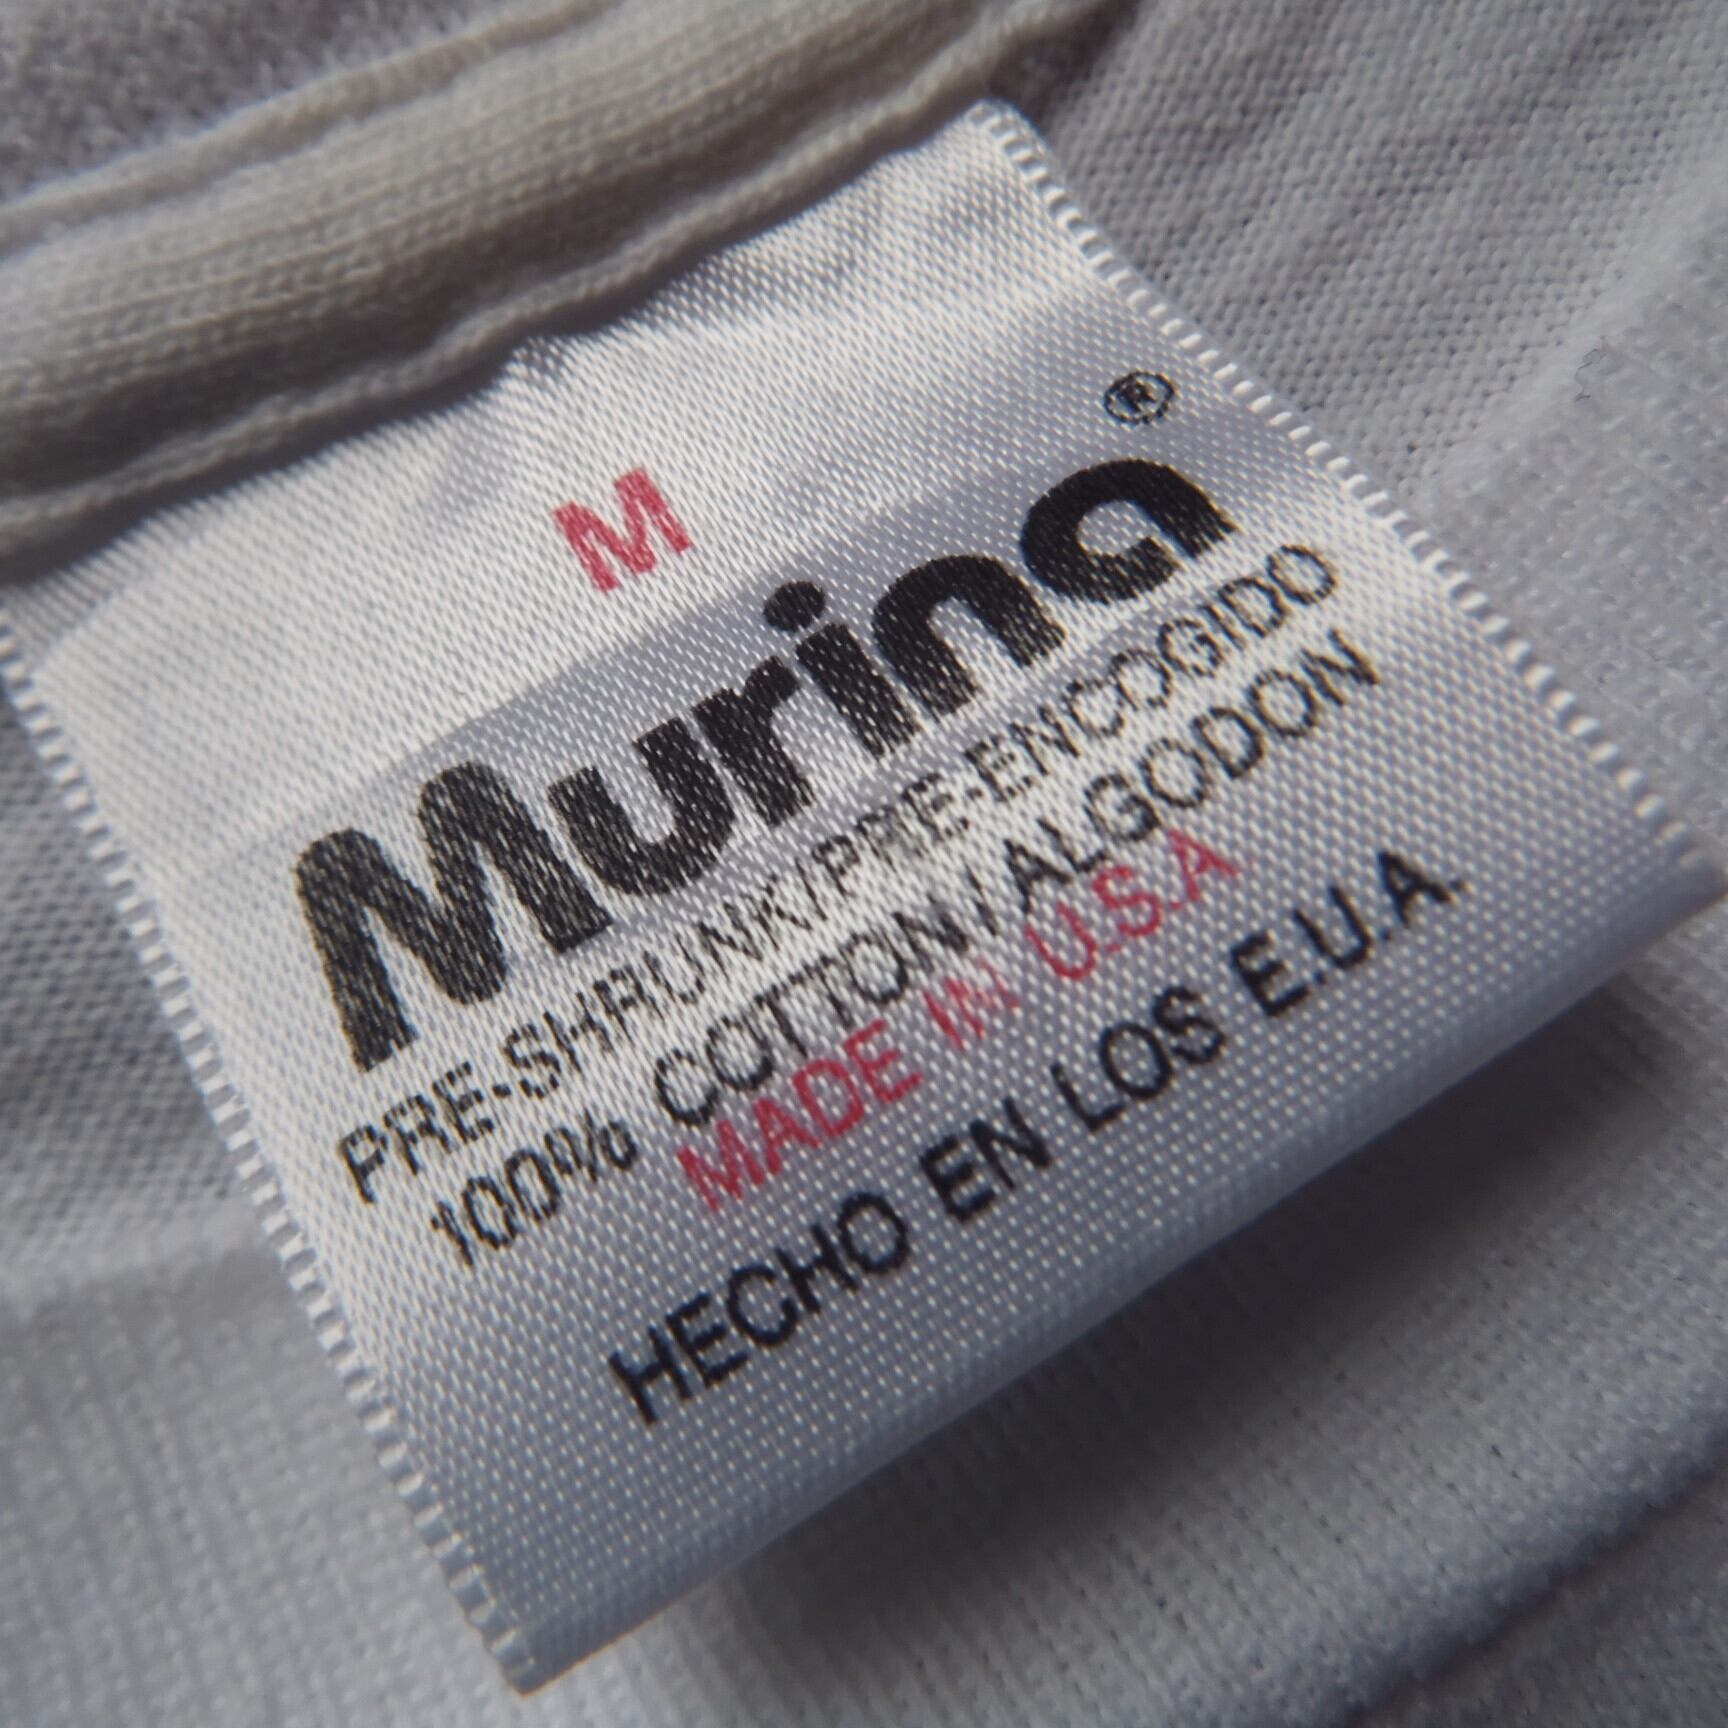 M
Murina®
PRE-SHRUNK/PRE-ENCOGIDO
100% COTTON/ALGODON
MADE IN U.S.A
HECHO EN LOS E.U.A.